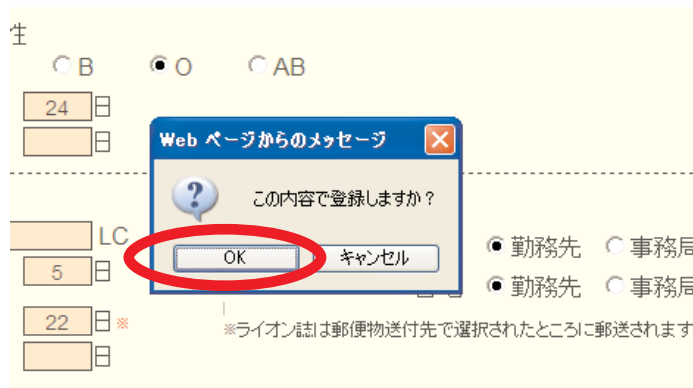 性
B O AB
24 日
日
Web ページからのメッセージ
この内容で登録しますか？
OK キャンセル
LC
勤務先 事務局
5 日
勤務先 事務局
22 日※
※ライオン誌は郵便物送付先で選択されたところに郵送されます
日